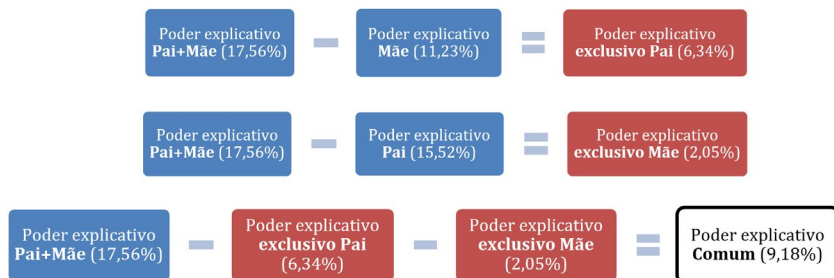 Poder explicativo
Pai+Mãe (17,56%)
Poder explicativo
Mãe (11,23%)
Poder explicativo
exclusivo Pai (6,34%)
Poder explicativo
Pai+Mãe (17,56%)
Poder explicativo
Pai (15,52%)
Poder explicativo
exclusivo Mãe (2,05%)
Poder explicativo
Pai+Mãe (17,56%)
Poder explicativo
exclusivo Pai
(6,34%)
Poder explicativo
exclusivo Mãe
(2,05%)
Poder explicativo
Comum (9,18%)